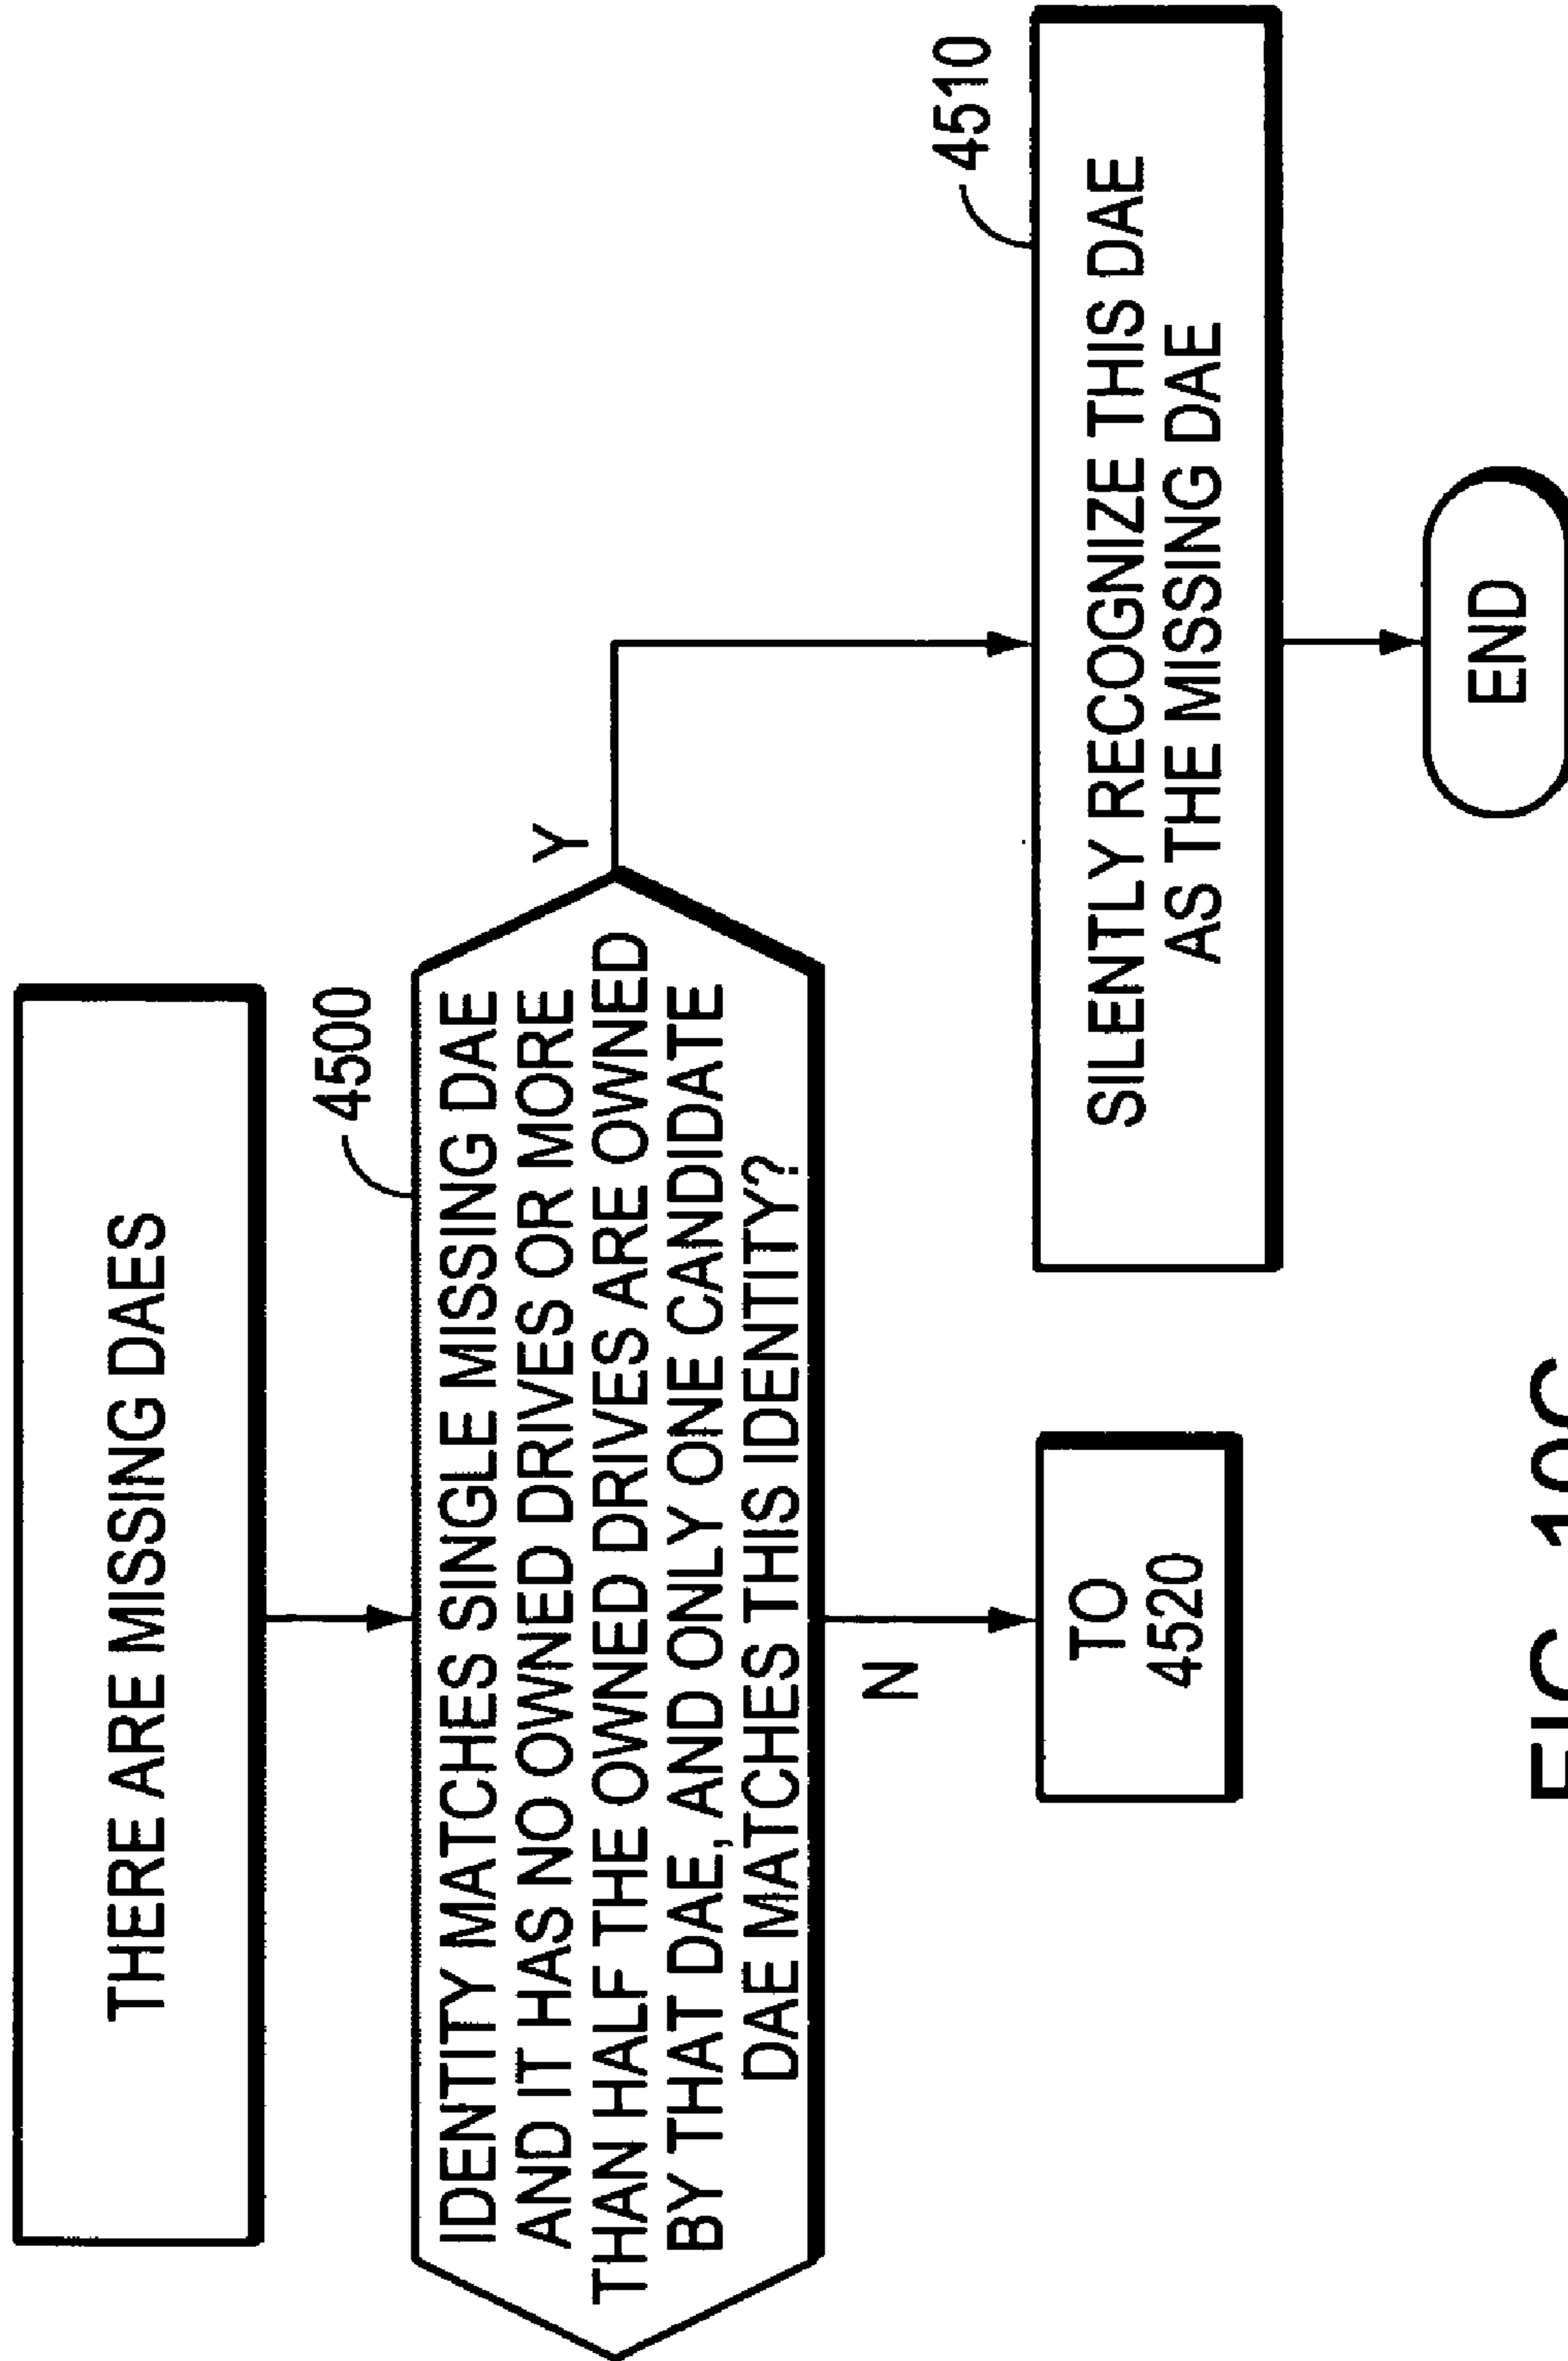 THERE ARE MISSING DAES
4500
IDENTITY MATCHES SINGLE MISSING DAE
AND IT HAS NO OWNED DRIVES OR MORE
THAN HALF THE OWNED DRIVES ARE OWNED
BY THAT DAE, AND ONLY ONE CANDIDATE
DAE MATCHES THIS IDENTITY?
Y
N
4510
SILENTLY RECOGNIZE THIS DAE
AS THE MISSING DAE
TO
4520
END